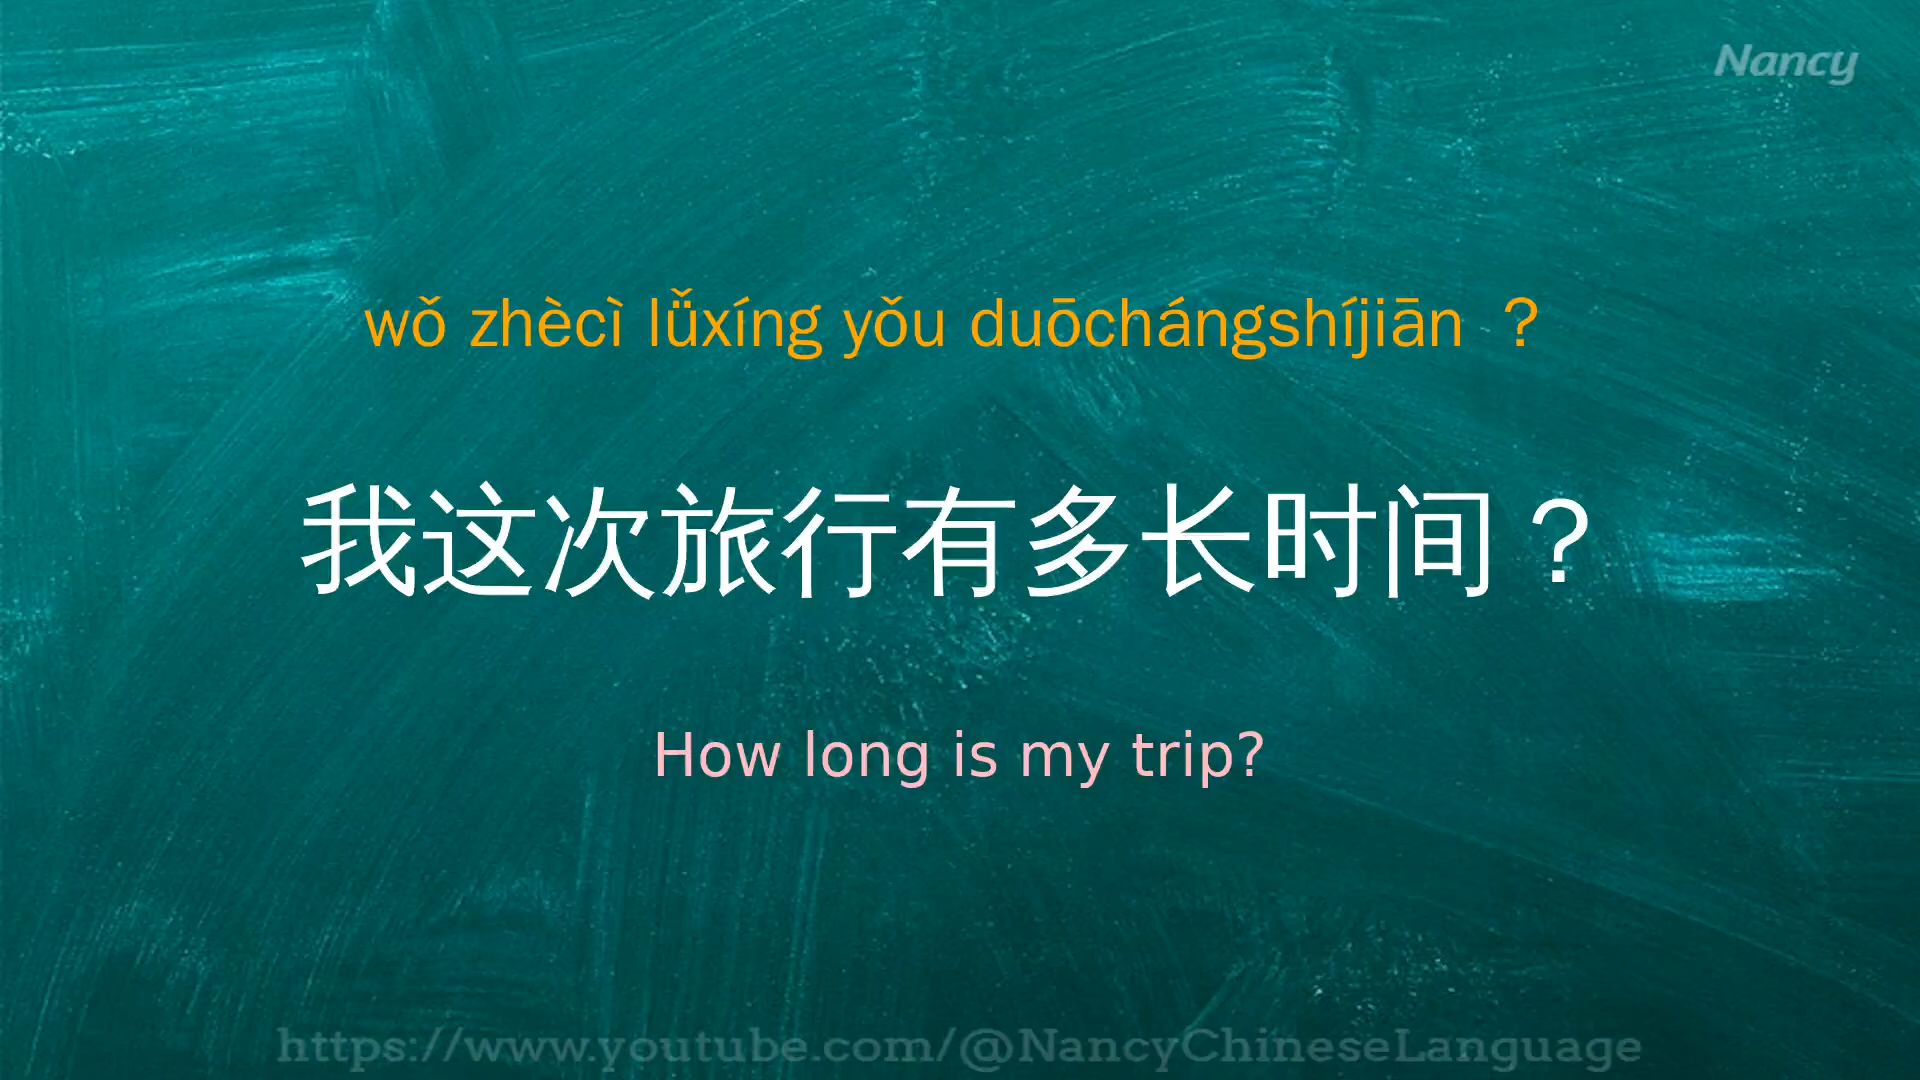 Nancy
wǒ zhècì lǚxíng yǒu duōchángshíjiān ？
我这次旅行有多长时间？
How long is my trip?
https://www.youtube.com/@NancyChineseLanguage